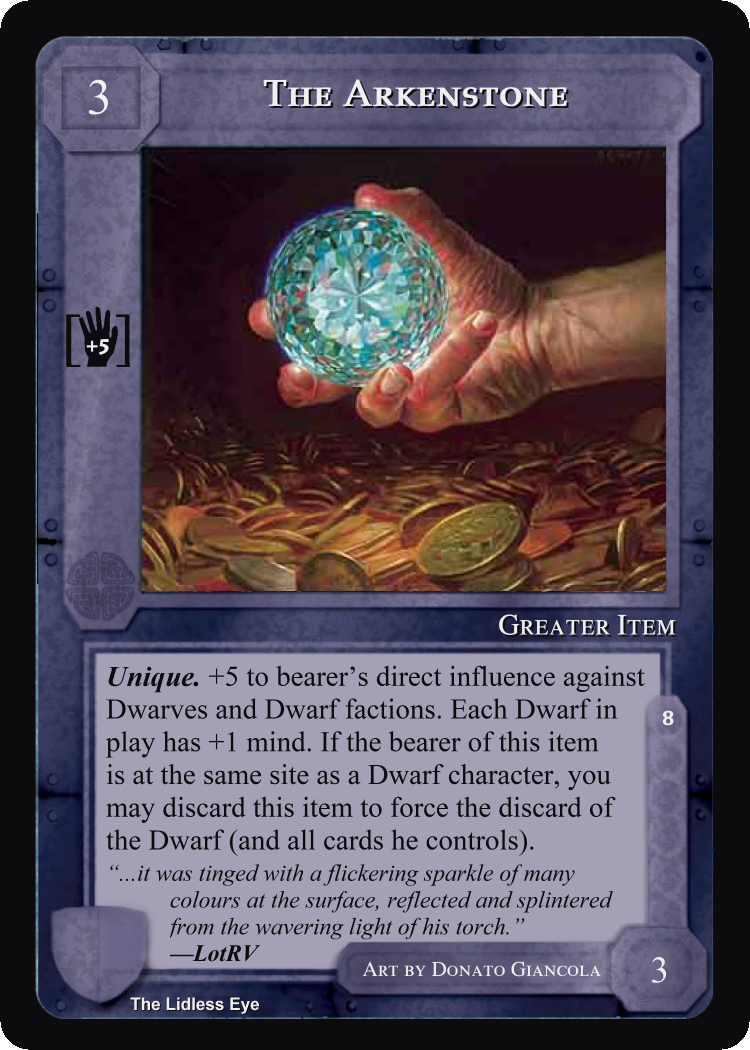 3
THE ARKENSTONE
+5
GREATER ITEM
Unique. +5 to bearer’s direct influence against
Dwarves and Dwarf factions. Each Dwarf in
play has +1 mind. If the bearer of this item
is at the same site as a Dwarf character, you
may discard this item to force the discard of
the Dwarf (and all cards he controls).
8
“...it was tinged with a flickering sparkle of many
colours at the surface, reflected and splintered
from the wavering light of his torch.”
—LotRV
ART BY DONATO GIANCOLA
3
The Lidless Eye